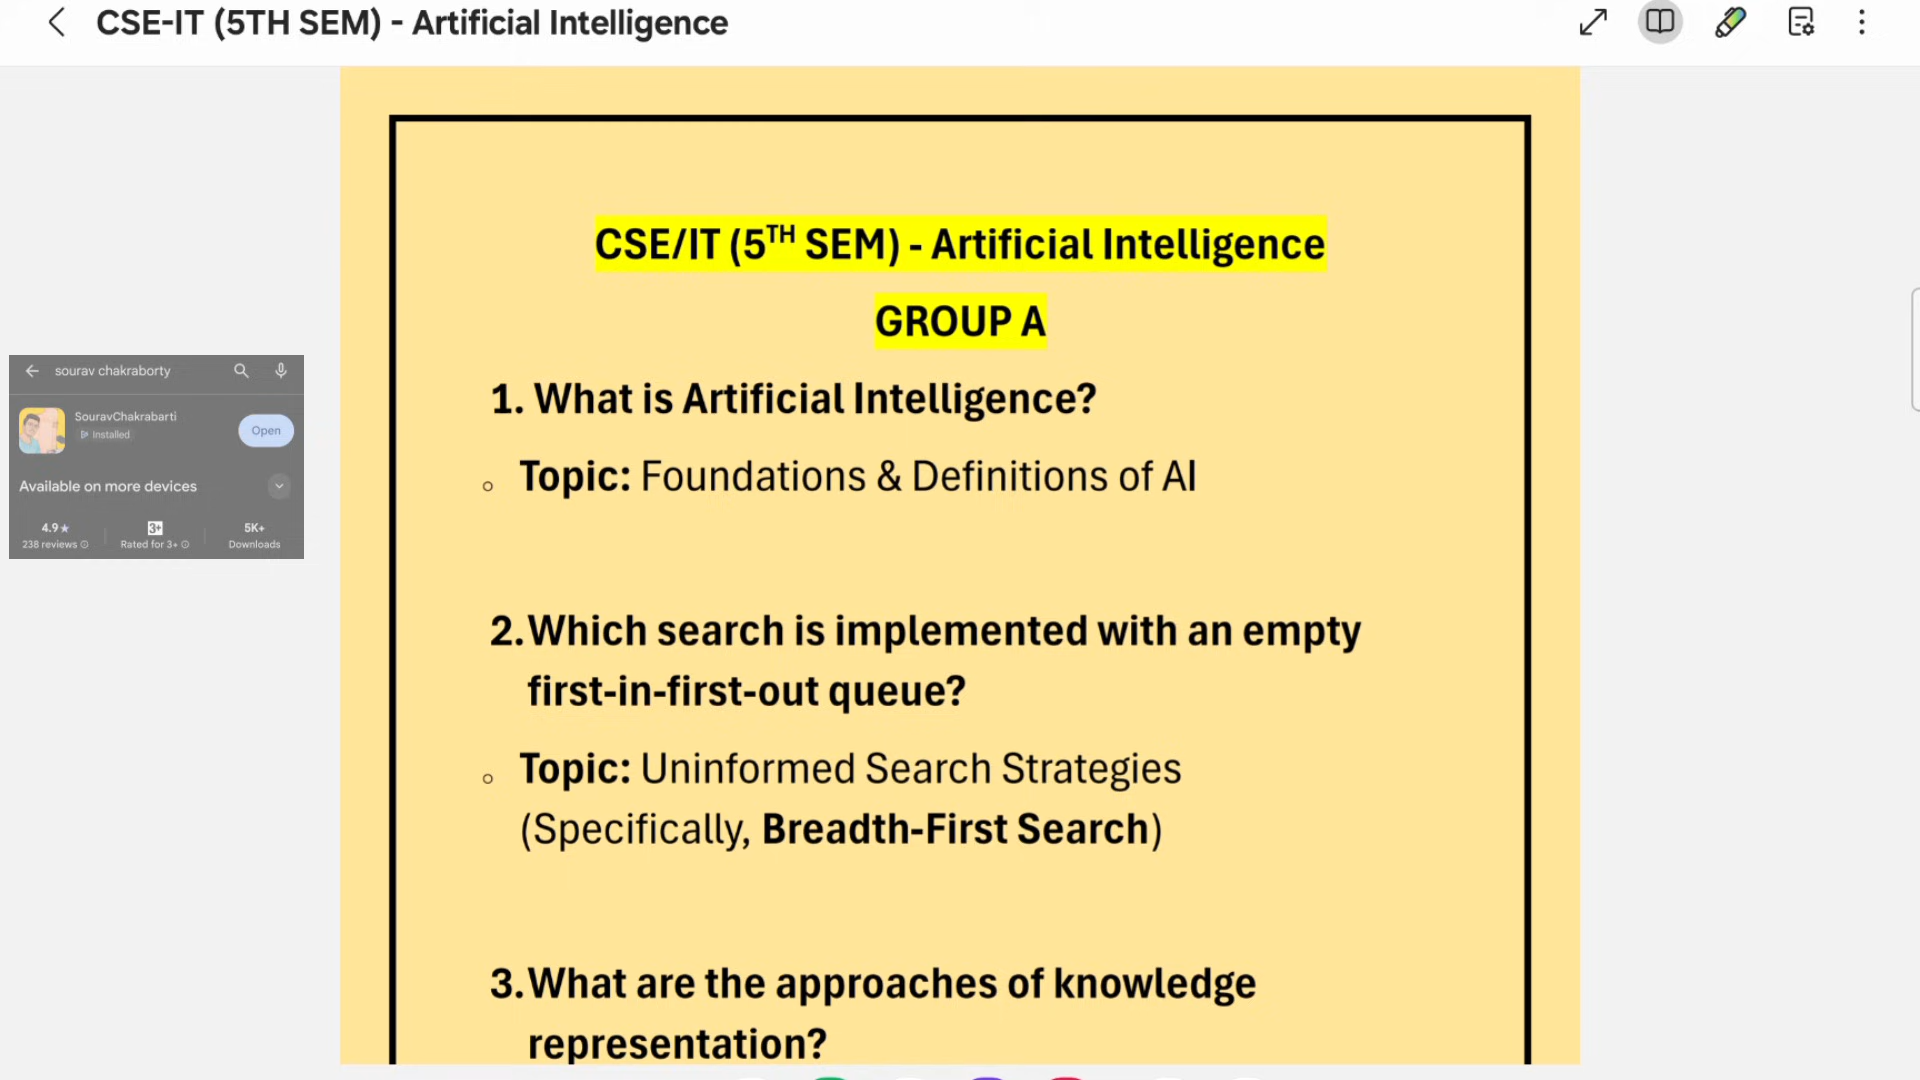 CSE-IT (5TH SEM) - Artificial Intelligence
CSE/IT (5TH SEM) - Artificial Intelligence
GROUP A
1. What is Artificial Intelligence?
Topic: Foundations & Definitions of AI
2. Which search is implemented with an empty
first-in-first-out queue?
Topic: Uninformed Search Strategies
(Specifically, Breadth-First Search)
3. What are the approaches of knowledge
representation?
sourav chakraborty
SouravChakrabarti
Installed
Open
Available on more devices
4.9★ 3+ 5K+
238 reviews Rated for 3+ Downloads